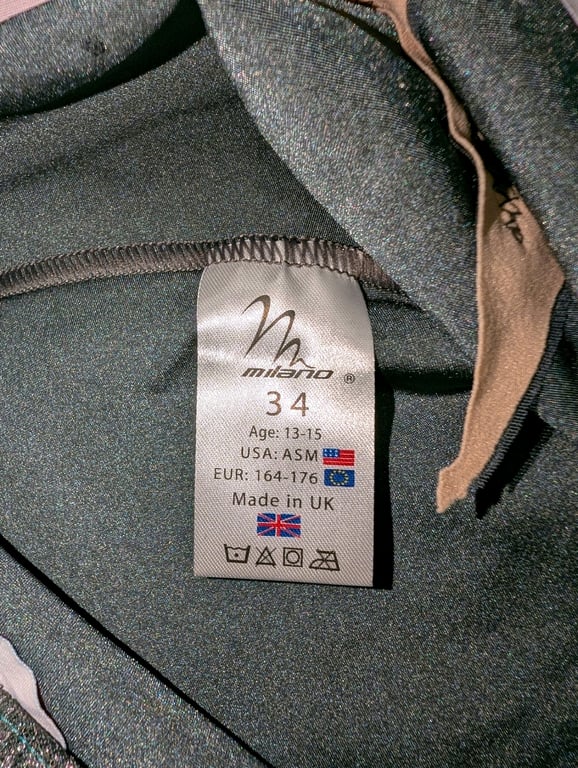 milano ®
34
Age: 13-15
USA: ASM
EUR: 164-176
Made in UK